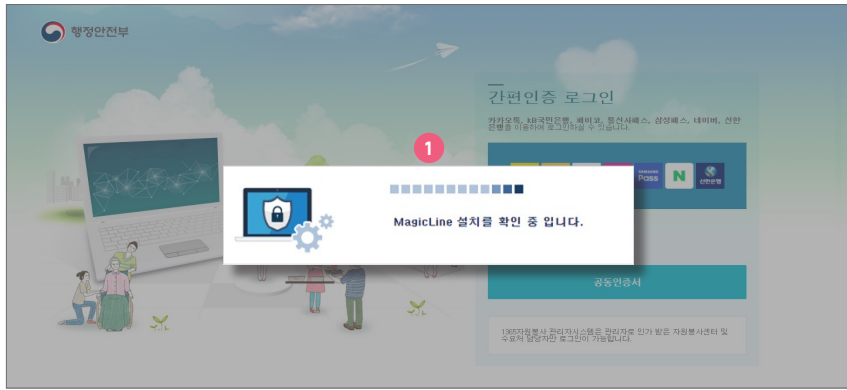 행정안전부
간편인증 로그인
카카오톡, KB국민은행, 페이코, 통신사패스, 삼성패스, 네이버, 신한
은행을 이용하여 로그인하실 수 있습니다.
1
SAMSUNG
Pass
N
신한은행
MagicLine 설치를 확인 중 입니다.
공동인증서
1365자원봉사 관리자시스템은 관리자로 인가 받은 자원봉사센터 및
수요처 담당자만 로그인이 가능합니다.